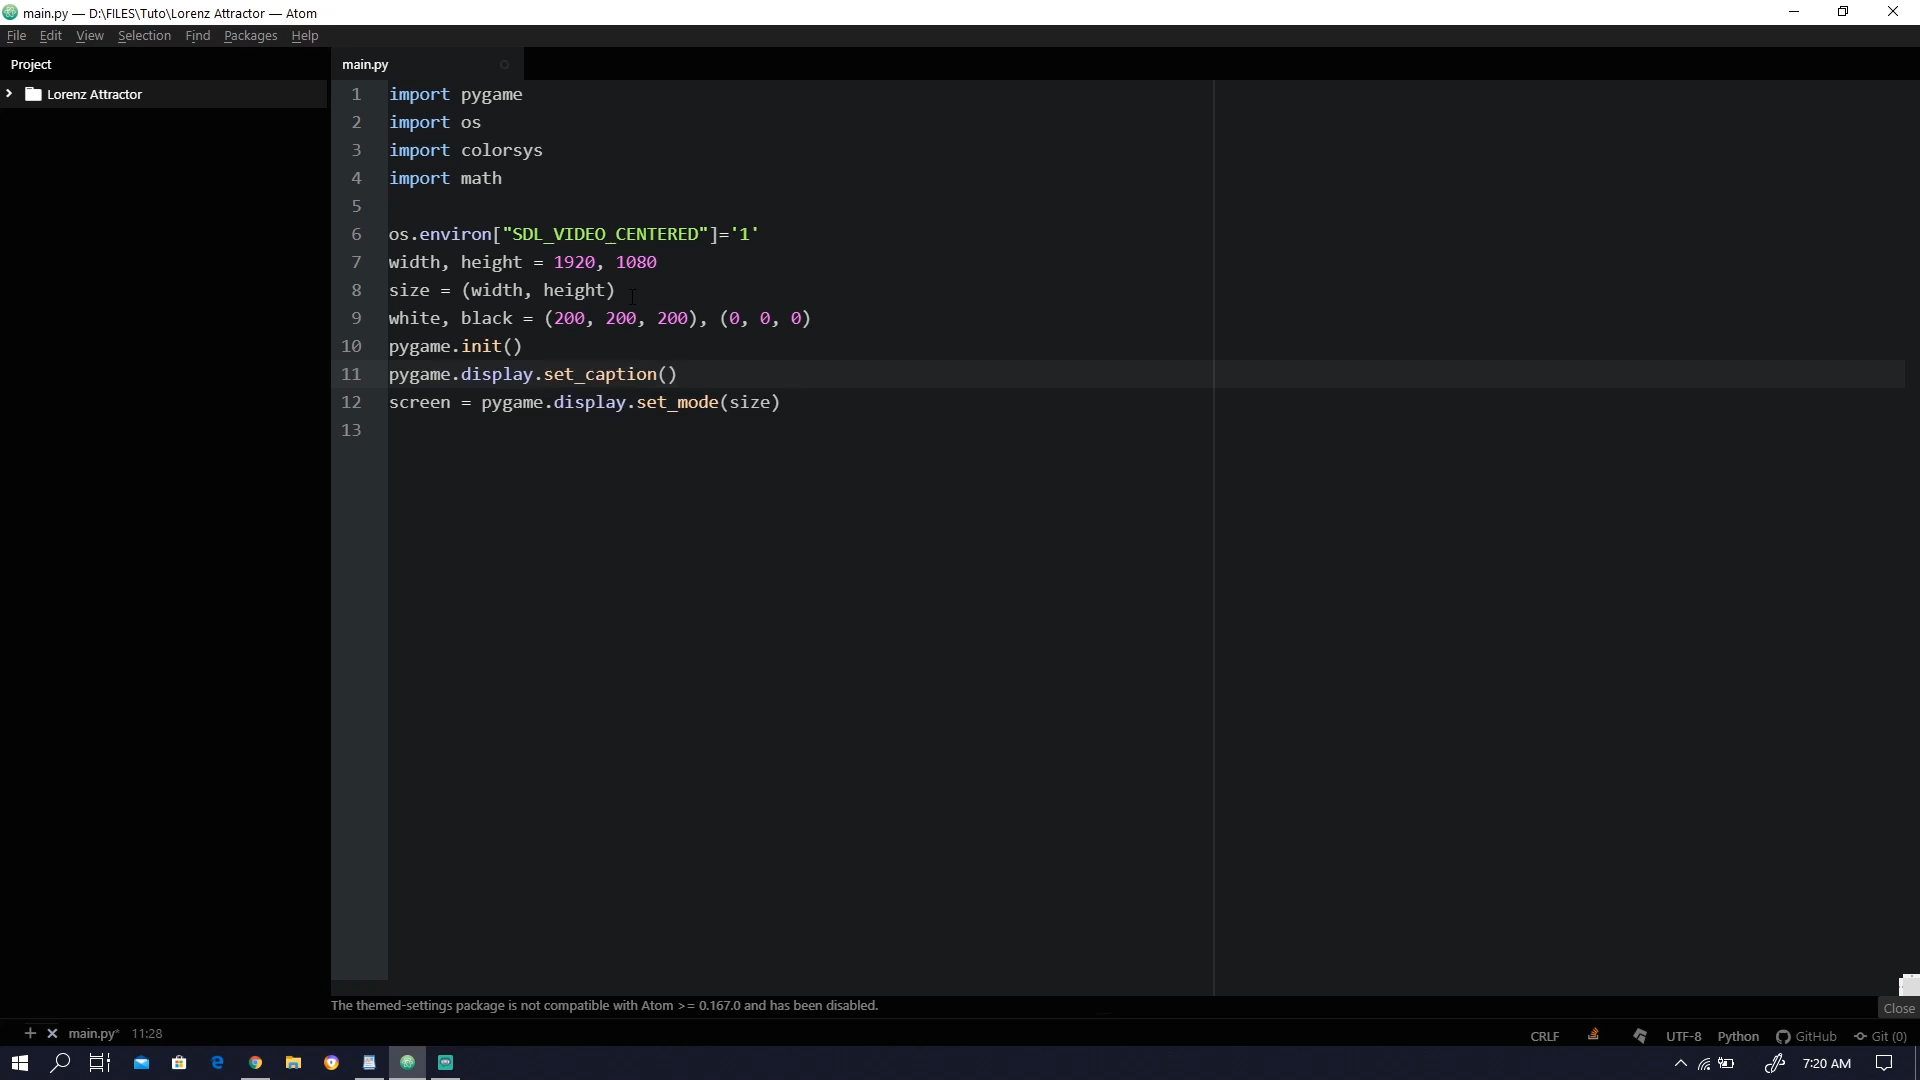 main.py — D:\FILES\Tuto\Lorenz Attractor — Atom
File Edit View Selection Find Packages Help
Project
main.py
Lorenz Attractor
1 import pygame
2 import os
3 import colorsys
4 import math
5
6 os.environ["SDL_VIDEO_CENTERED"]='1'
7 width, height = 1920, 1080
8 size = (width, height)
9 white, black = (200, 200, 200), (0, 0, 0)
10 pygame.init()
11 pygame.display.set_caption()
12 screen = pygame.display.set_mode(size)
13
The themed-settings package is not compatible with Atom >= 0.167.0 and has been disabled.
Close
main.py* 11:28
CRLF UTF-8 Python GitHub Git (0)
7:20 AM